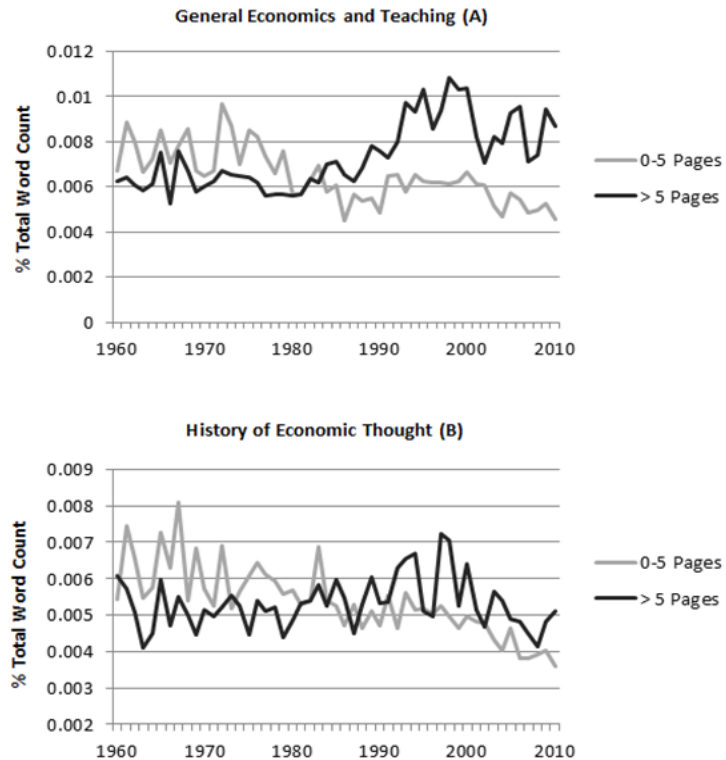 General Economics and Teaching (A)
0.012
0.01
0.008
0.006
0.004
0.002
0
% Total Word Count
1960 1970 1980 1990 2000 2010
0-5 Pages
> 5 Pages
History of Economic Thought (B)
0.009
0.008
0.007
0.006
0.005
0.004
0.003
0.002
% Total Word Count
1960 1970 1980 1990 2000 2010
0-5 Pages
> 5 Pages